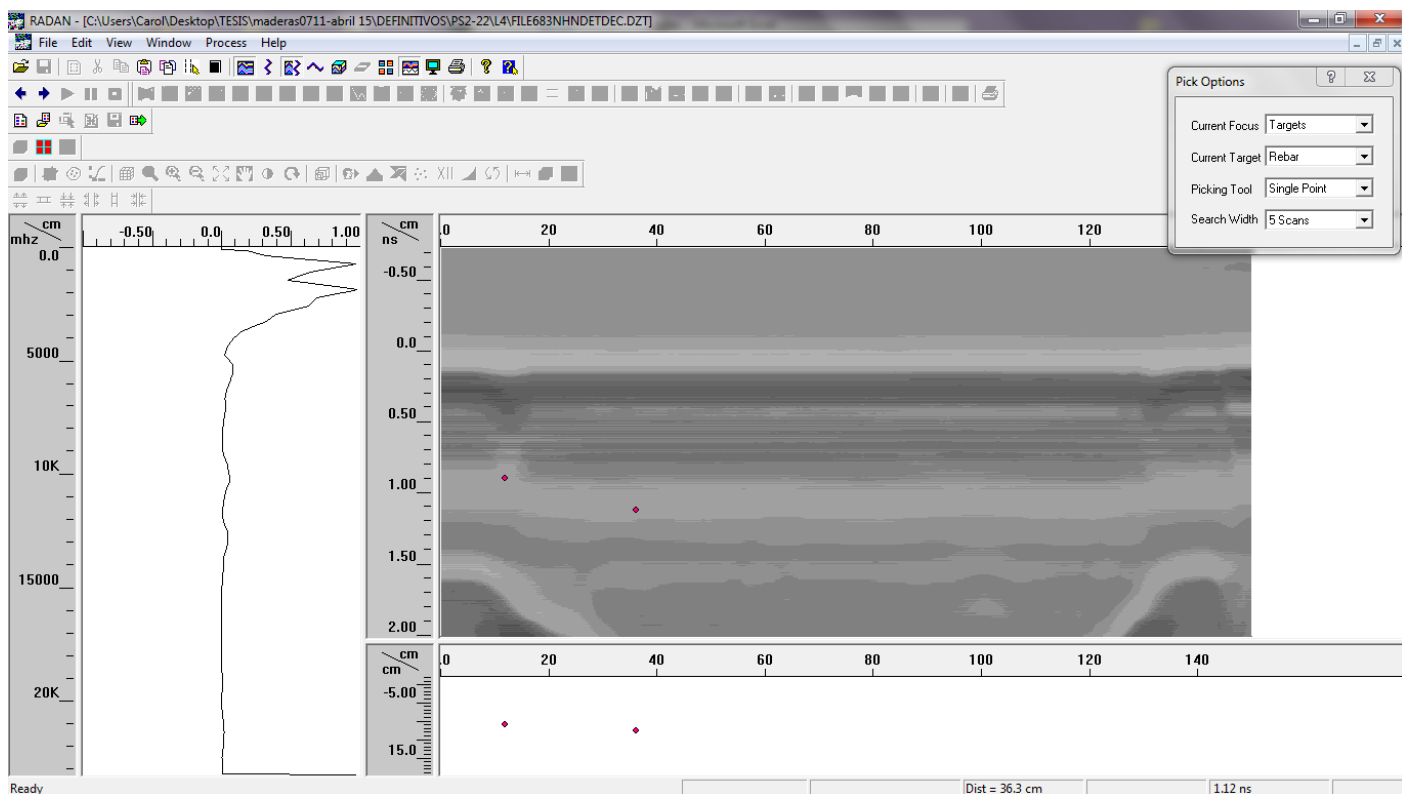 RADAN - [C:\Users\Carol\Desktop\TESIS\maderas0711-abril 15\DEFINITIVOS\PS2-22\L4\FILE683NHNDETDEC.DZT]
File Edit View Window Process Help
Pick Options
Current Focus Targets
Current Target Rebar
Picking Tool Single Point
Search Width 5 Scans
XII
cm
mhz
-0.50 0.0 0.50 1.00
0.0
5000
10K
15000
20K
cm
ns
.0 20 40 60 80 100 120
-0.50
0.0
0.50
1.00
1.50
2.00
cm
cm
.0 20 40 60 80 100 120 140
-5.00
15.0
Ready Dist = 36.3 cm 1.12 ns